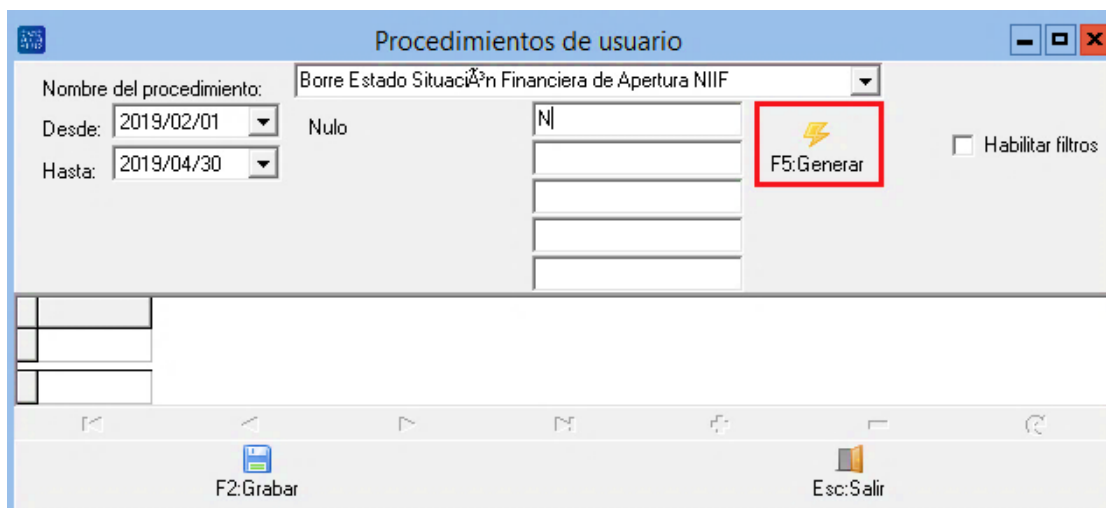 Procedimientos de usuario
Nombre del procedimiento: Borre Estado SituaciÃ³n Financiera de Apertura NIIF
Desde: 2019/02/01 Nulo N
Hasta: 2019/04/30
F5:Generar
Habilitar filtros
F2:Grabar Esc:Salir